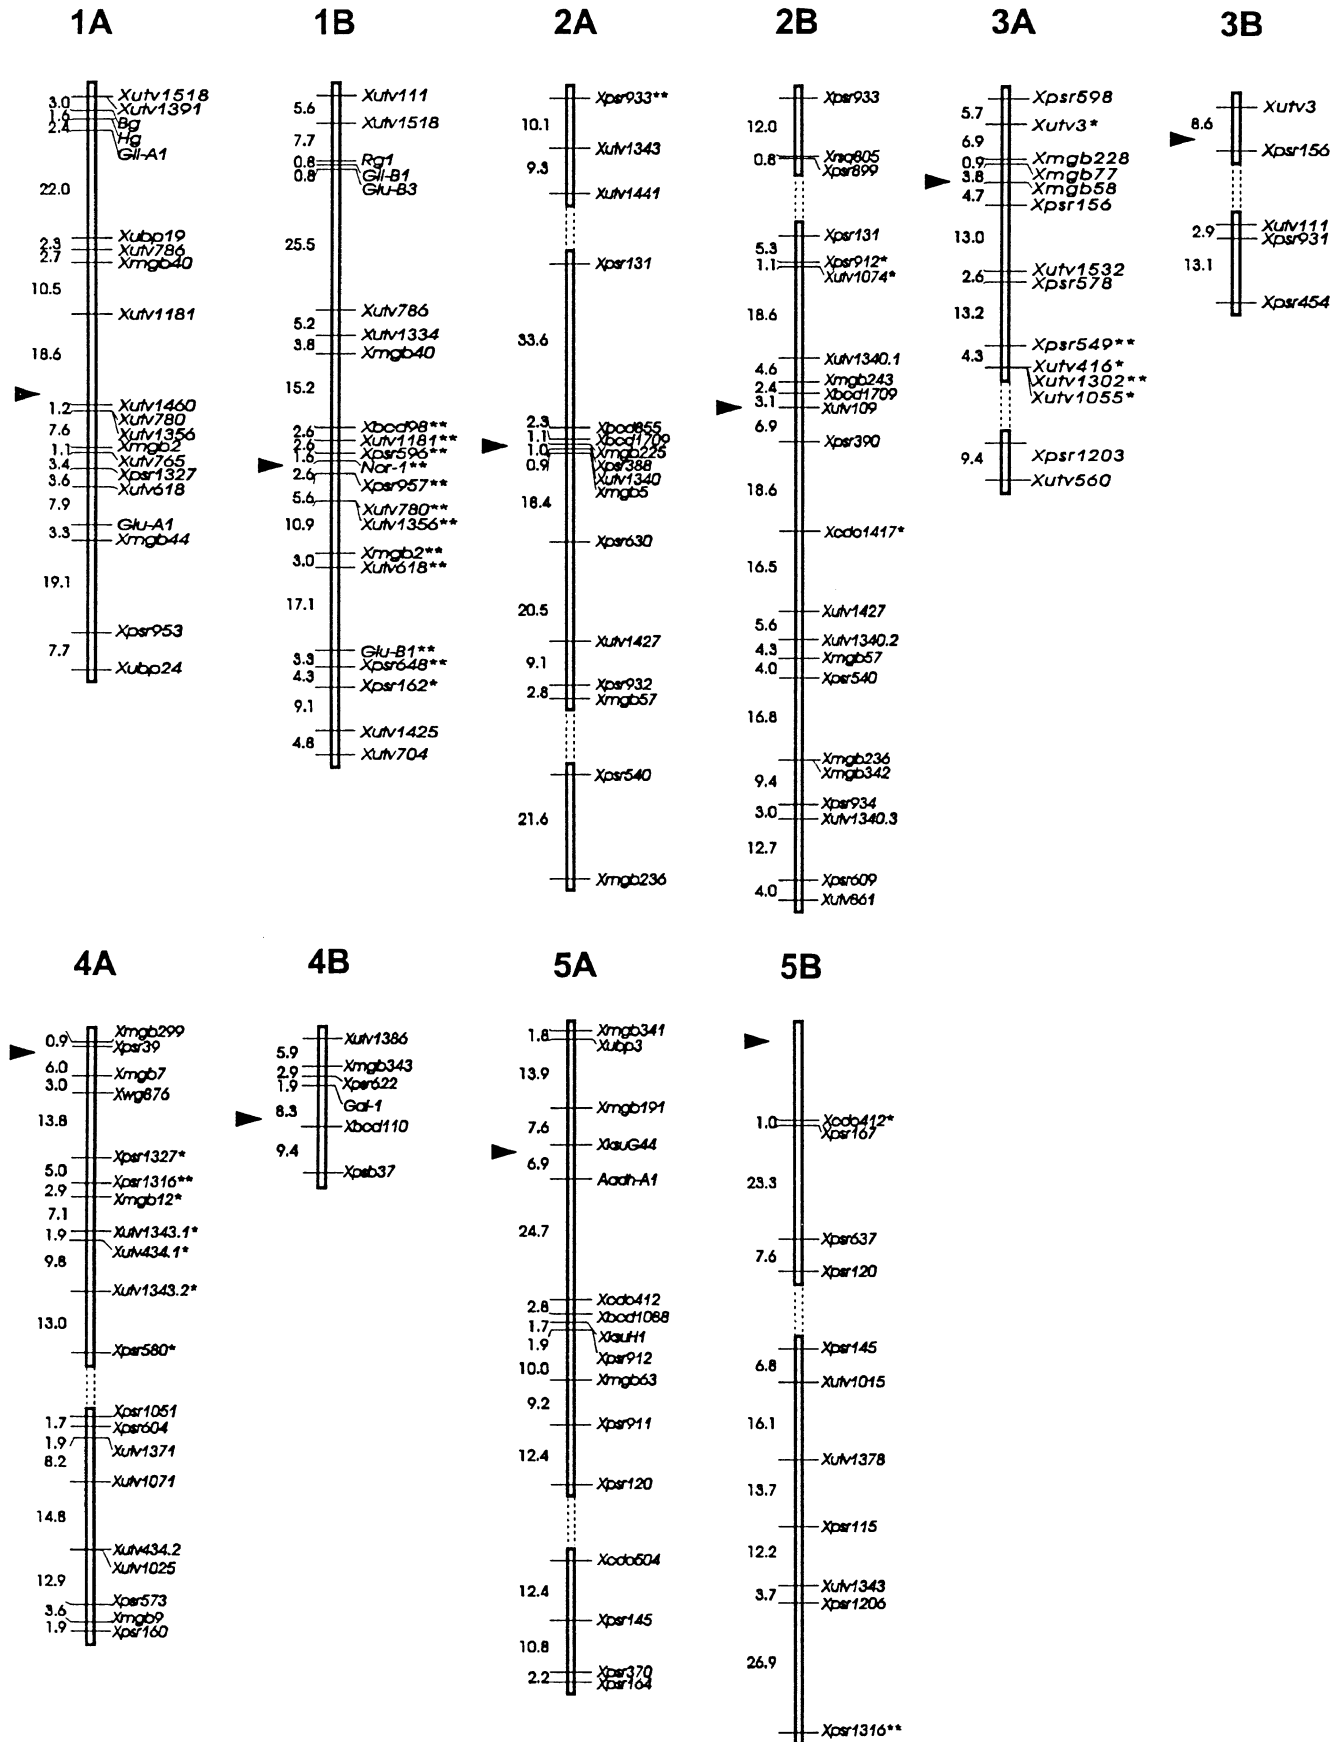 1A
3.0
1.6
2.4
22.0
2.3
2.7
10.5
18.6
1.2
7.6
1.1
3.4
3.6
7.9
3.3
19.1
7.7
Xutv1518
Xutv1391
Bg
Hg
Gli-A1
Xubp19
Xutv786
Xmgb40
Xutv1181
Xutv1460
Xutv780
Xutv1356
Xmgb2
Xutv765
Xpsr1327
Xutv618
Glu-A1
Xmgb44
Xpsr953
Xubp24
1B
5.6
7.7
0.8
0.8
25.5
5.2
3.8
15.2
2.6
2.6
1.6
2.6
5.6
10.9
3.0
17.1
3.3
4.3
9.1
4.8
Xutv111
Xutv1518
Rg1
Gli-B1
Glu-B3
Xutv786
Xutv1334
Xmgb40
Xbcd98**
Xutv1181**
Xpsr596**
Nor-1**
Xpsr957**
Xutv780**
Xutv1356**
Xmgb2**
Xutv618**
Glu-B1**
Xpsr648**
Xpsr162*
Xutv1425
Xutv704
2A
10.1
9.3
33.6
2.3
1.1
1.0
0.9
18.4
20.5
9.1
2.8
21.6
Xpsr933**
Xutv1343
Xutv1441
Xpsr131
Xbcd855
Xbcd1709
Xmgb225
Xpsr388
Xutv1340
Xmgb5
Xpsr630
Xutv1427
Xpsr932
Xmgb57
Xpsr540
Xmgb236
2B
12.0
0.8
5.3
1.1
18.6
4.6
2.4
3.1
6.9
18.6
16.5
5.6
4.3
4.0
16.8
9.4
3.0
12.7
4.0
Xpsr933
Xpsr899
Xpsr131
Xpsr912*
Xutv1074*
Xutv1340.1
Xmgb243
Xbcd1709
Xutv109
Xpsr390
Xcdo1417*
Xutv1427
Xutv1340.2
Xmgb57
Xpsr540
Xmgb236
Xmgb342
Xpsr934
Xutv1340.3
Xpsr609
Xutv861
3A
5.7
6.9
0.9
3.8
4.7
13.0
2.6
13.2
4.3
9.4
Xpsr598
Xutv3*
Xmgb228
Xmgb77
Xmgb58
Xpsr156
Xutv1532
Xpsr578
Xpsr549**
Xutv416*
Xutv1302**
Xutv1055*
Xpsr1203
Xutv560
3B
8.6
2.9
13.1
Xutv3
Xpsr156
Xutv111
Xpsr931
Xpsr454
4A
0.9
6.0
3.0
13.8
5.0
2.9
7.1
1.9
9.8
13.0
1.7
1.9
8.2
14.8
12.9
3.6
1.9
Xmgb299
Xpsr39
Xmgb7
Xwg876
Xpsr1327*
Xpsr1316**
Xmgb12*
Xutv1343.1*
Xutv434.1*
Xutv1343.2*
Xpsr580*
Xpsr1051
Xpsr604
Xutv1371
Xutv1071
Xutv434.2
Xutv1025
Xpsr573
Xmgb9
Xpsr160
4B
5.9
2.9
1.9
8.3
9.4
Xutv1386
Xmgb343
Xpsr622
Gai-1
Xbcd110
Xpsb37
5A
1.8
13.9
7.6
6.9
24.7
2.8
1.7
1.9
10.0
9.2
12.4
12.4
10.8
2.2
Xmgb341
Xubp3
Xmgb191
XksuG44
Aadh-A1
Xcdo412
Xbcd1088
XksuH1
Xpsr912
Xmgb63
Xpsr911
Xpsr120
Xcdo504
Xpsr145
Xpsr370
Xpsr164
5B
1.0
23.3
7.6
6.8
16.1
13.7
12.2
3.7
26.9
Xcdo412*
Xpsr167
Xpsr637
Xpsr120
Xpsr145
Xutv1015
Xutv1378
Xpsr115
Xutv1343
Xpsr1206
Xpsr1316**